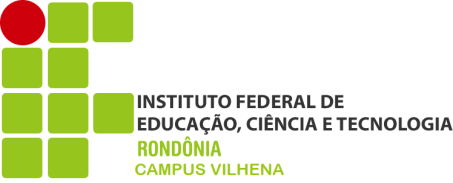 INSTITUTO FEDERAL DE
EDUCAÇÃO, CIÊNCIA E TECNOLOGIA
RONDÔNIA
CAMPUS VILHENA